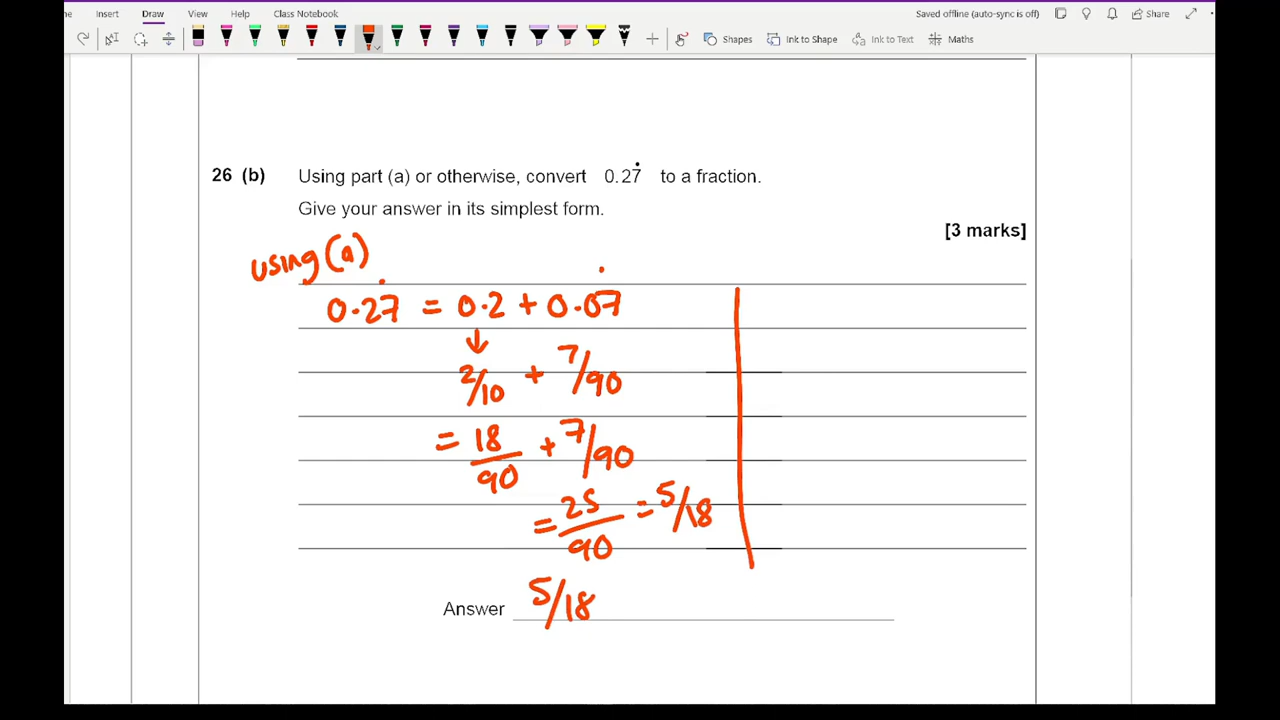 Insert Draw View Help Class Notebook Saved offline (auto-sync is off) Share
Shapes Ink to Shape Ink to Text Maths
26 (b) Using part (a) or otherwise, convert 0.27̇ to a fraction.
Give your answer in its simplest form.
[3 marks]
using (a)
0.27̇ = 0.2 + 0.07̇
↓
2/10 + 7/90
= 18/90 + 7/90
= 25/90 = 5/18
Answer 5/18